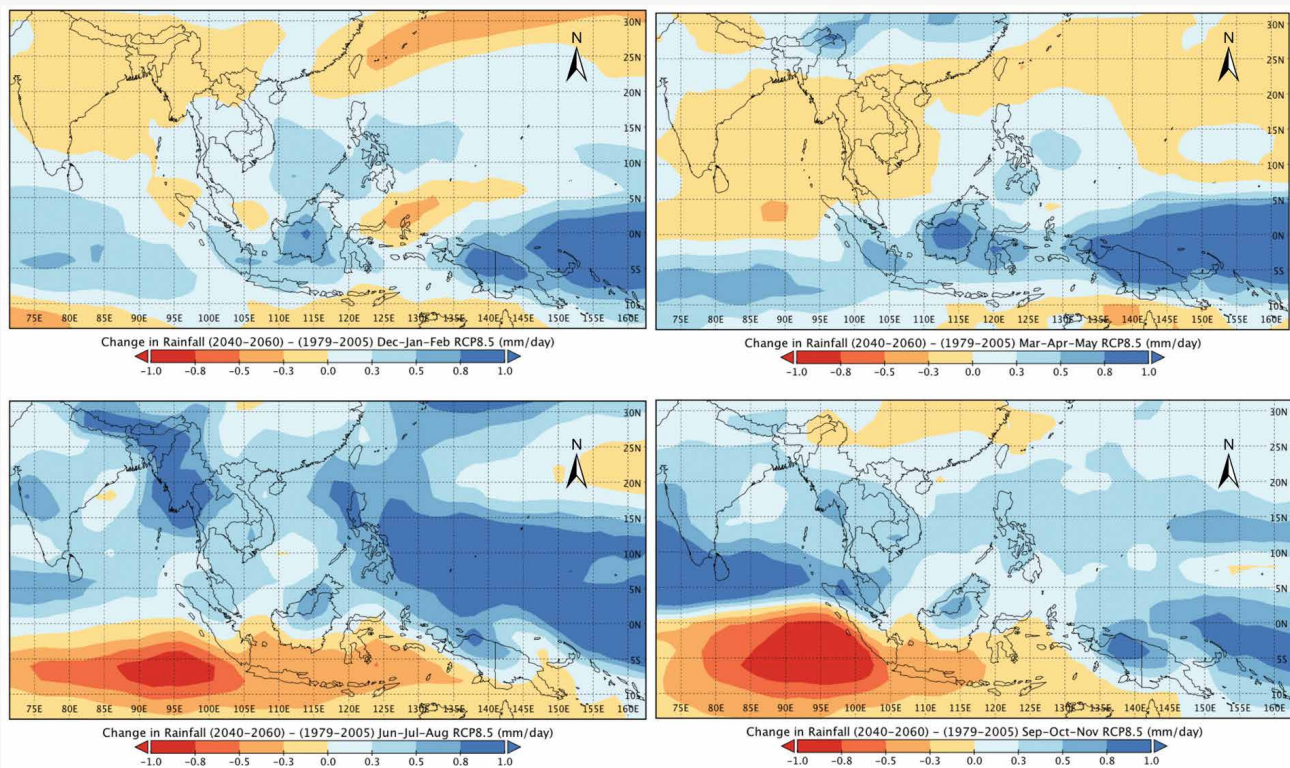 30N
25N
20N
15N
10N
5N
0N
5S
10S
N
75E 80E 85E 90E 95E 100E 105E 110E 115E 120E 125E 130E 135E 140E 145E 150E 155E
Change in Rainfall (2040–2060) – (1979–2005) Dec–Jan–Feb RCP8.5 (mm/day)
−1.0 −0.8 −0.5 −0.3 0.0 0.3 0.5 0.8 1.0
30N
25N
20N
15N
10N
5N
0N
5S
10S
N
75E 80E 85E 90E 95E 100E 105E 110E 115E 120E 125E 130E 135E 140E 145E 150E 155E 160E
Change in Rainfall (2040–2060) – (1979–2005) Mar–Apr–May RCP8.5 (mm/day)
−1.0 −0.8 −0.5 −0.3 0.0 0.3 0.5 0.8 1.0
30N
25N
20N
15N
10N
5N
0N
5S
10S
N
75E 80E 85E 90E 95E 100E 105E 110E 115E 120E 125E 130E 135E 140E 145E 150E 155E
Change in Rainfall (2040–2060) – (1979–2005) Jun–Jul–Aug RCP8.5 (mm/day)
−1.0 −0.8 −0.5 −0.3 0.0 0.3 0.5 0.8 1.0
30N
25N
20N
15N
10N
5N
0N
5S
10S
N
75E 80E 85E 90E 95E 100E 105E 110E 115E 120E 125E 130E 135E 140E 145E 150E 155E 160E
Change in Rainfall (2040–2060) – (1979–2005) Sep–Oct–Nov RCP8.5 (mm/day)
−1.0 −0.8 −0.5 −0.3 0.0 0.3 0.5 0.8 1.0